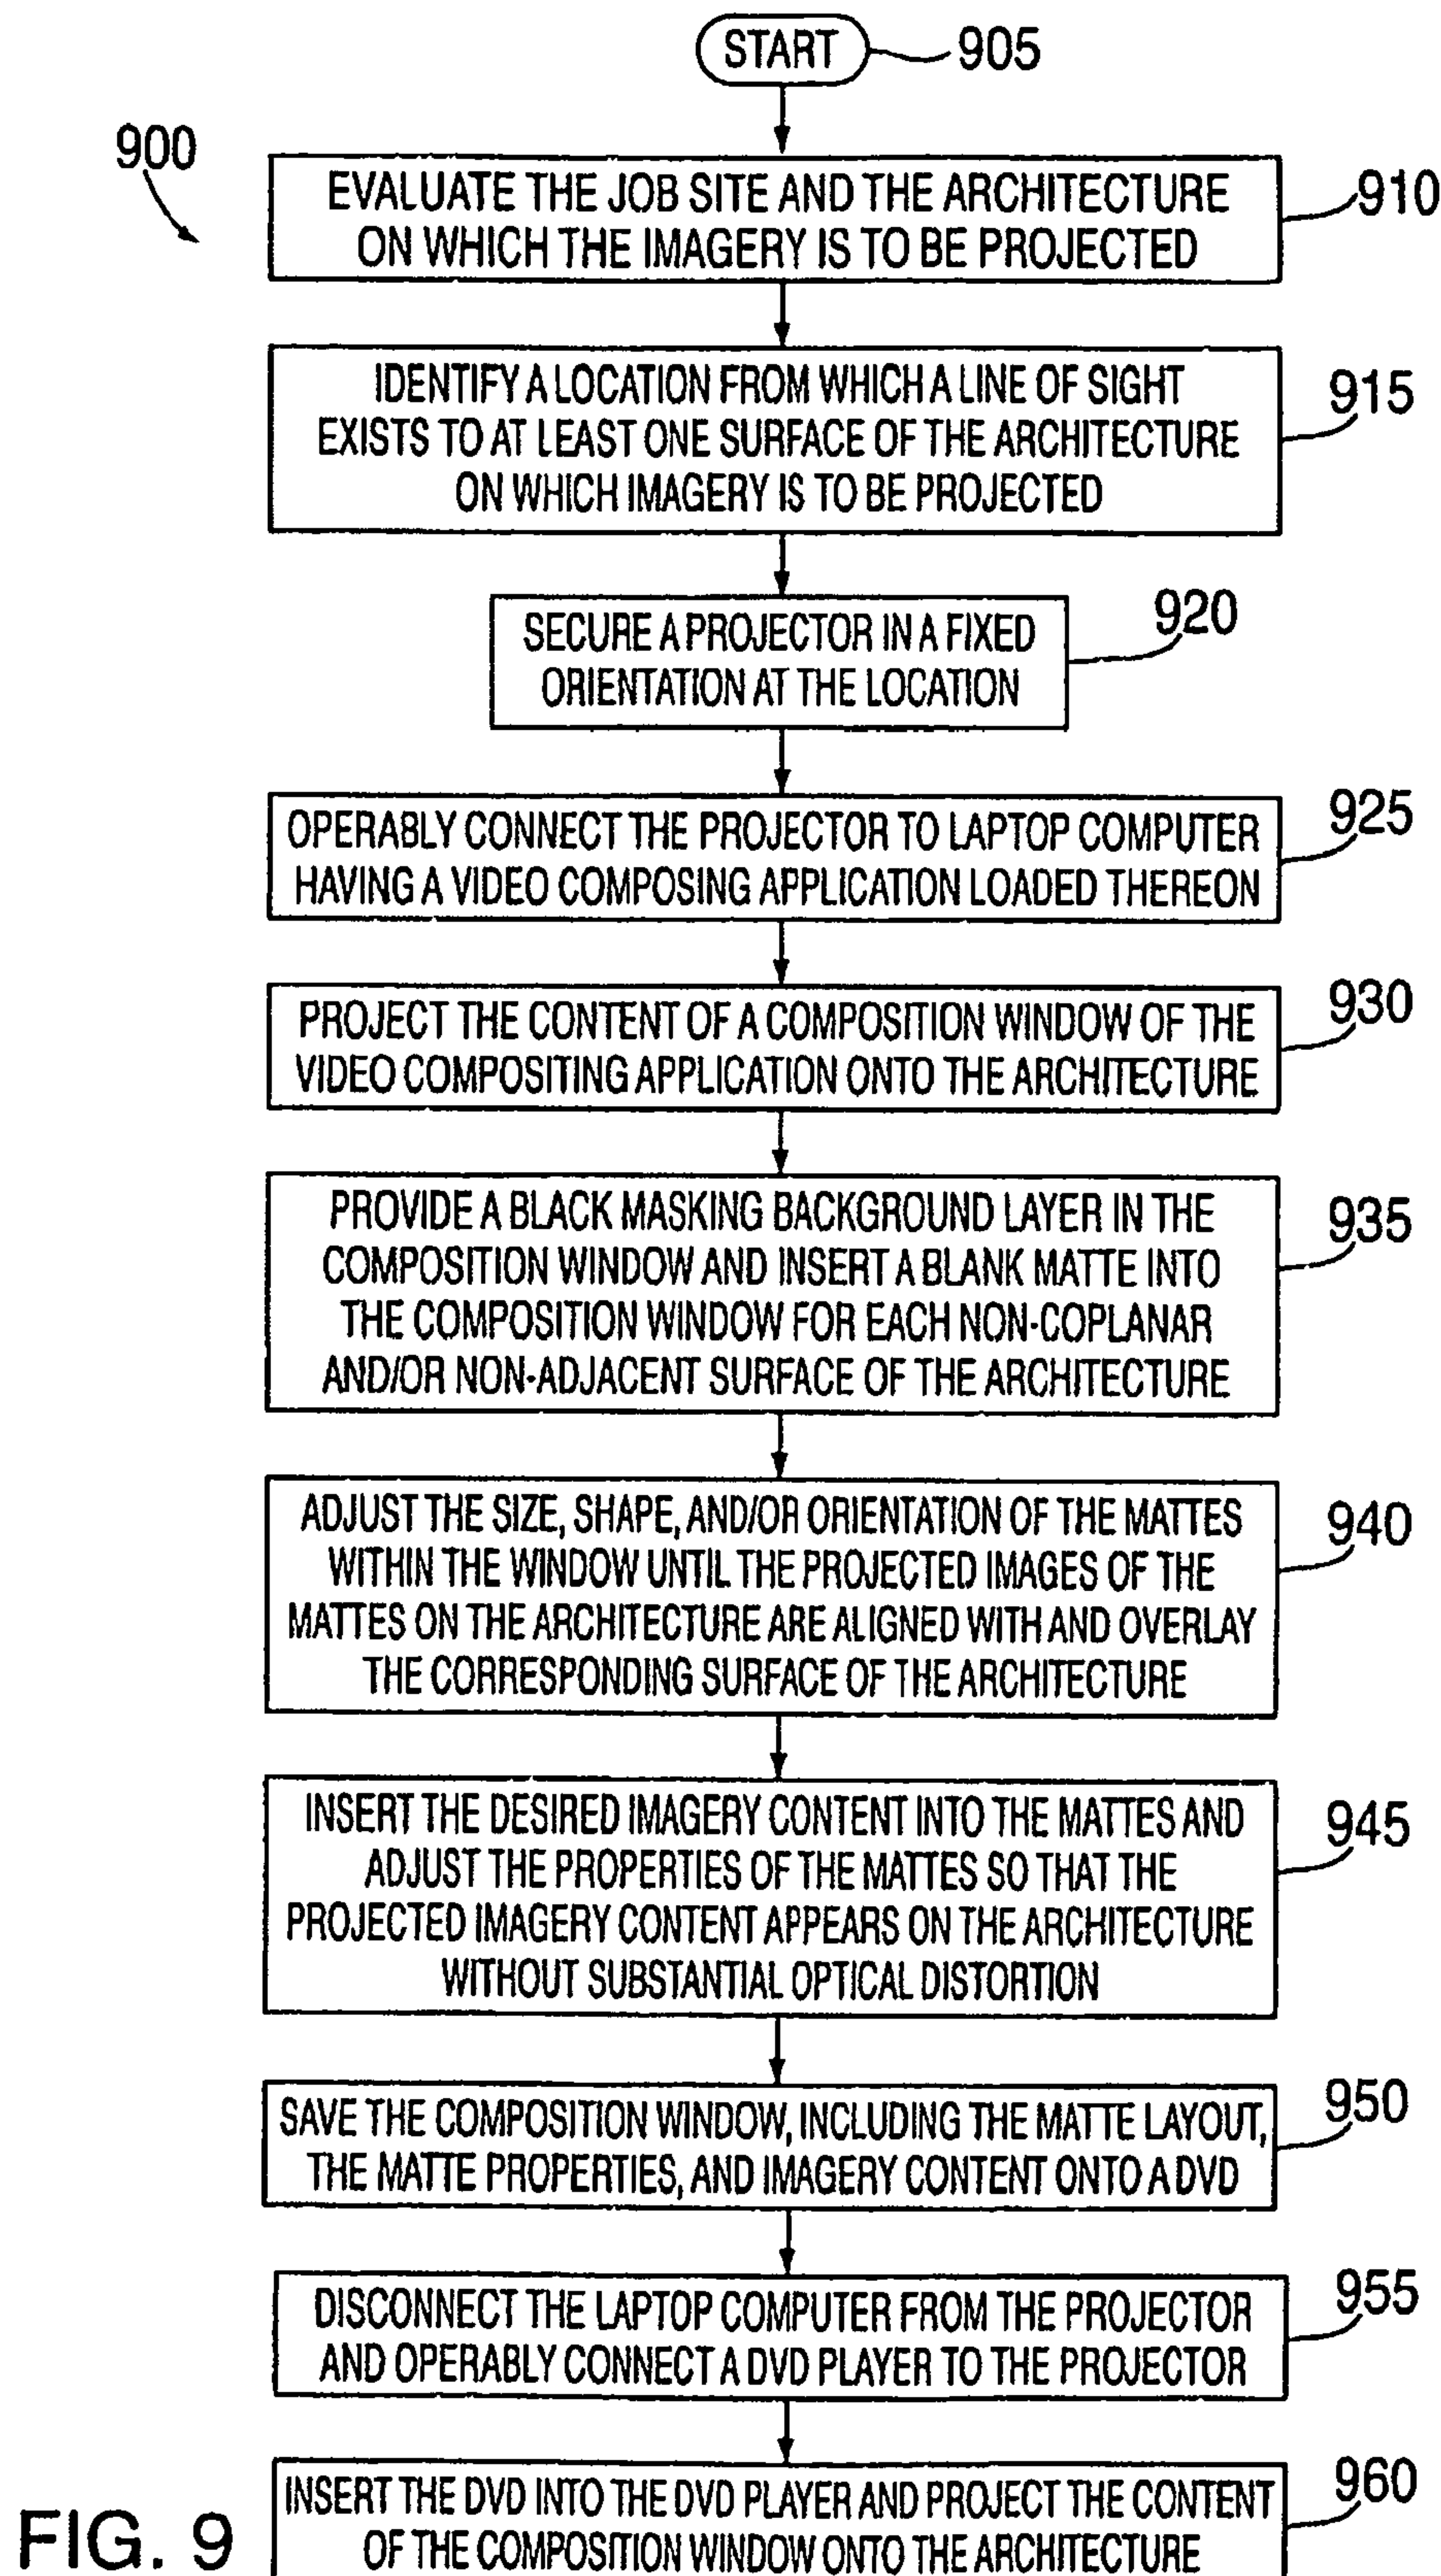 START
905
900
EVALUATE THE JOB SITE AND THE ARCHITECTURE
ON WHICH THE IMAGERY IS TO BE PROJECTED
910
IDENTIFY A LOCATION FROM WHICH A LINE OF SIGHT
EXISTS TO AT LEAST ONE SURFACE OF THE ARCHITECTURE
ON WHICH IMAGERY IS TO BE PROJECTED
915
SECURE A PROJECTOR IN A FIXED
ORIENTATION AT THE LOCATION
920
OPERABLY CONNECT THE PROJECTOR TO LAPTOP COMPUTER
HAVING A VIDEO COMPOSING APPLICATION LOADED THEREON
925
PROJECT THE CONTENT OF A COMPOSITION WINDOW OF THE
VIDEO COMPOSITING APPLICATION ONTO THE ARCHITECTURE
930
PROVIDE A BLACK MASKING BACKGROUND LAYER IN THE
COMPOSITION WINDOW AND INSERT A BLANK MATTE INTO
THE COMPOSITION WINDOW FOR EACH NON-COPLANAR
AND/OR NON-ADJACENT SURFACE OF THE ARCHITECTURE
935
ADJUST THE SIZE, SHAPE, AND/OR ORIENTATION OF THE MATTES
WITHIN THE WINDOW UNTIL THE PROJECTED IMAGES OF THE
MATTES ON THE ARCHITECTURE ARE ALIGNED WITH AND OVERLAY
THE CORRESPONDING SURFACE OF THE ARCHITECTURE
940
INSERT THE DESIRED IMAGERY CONTENT INTO THE MATTES AND
ADJUST THE PROPERTIES OF THE MATTES SO THAT THE
PROJECTED IMAGERY CONTENT APPEARS ON THE ARCHITECTURE
WITHOUT SUBSTANTIAL OPTICAL DISTORTION
945
SAVE THE COMPOSITION WINDOW, INCLUDING THE MATTE LAYOUT,
THE MATTE PROPERTIES, AND IMAGERY CONTENT ONTO A DVD
950
DISCONNECT THE LAPTOP COMPUTER FROM THE PROJECTOR
AND OPERABLY CONNECT A DVD PLAYER TO THE PROJECTOR
955
INSERT THE DVD INTO THE DVD PLAYER AND PROJECT THE CONTENT
OF THE COMPOSITION WINDOW ONTO THE ARCHITECTURE
960
FIG. 9